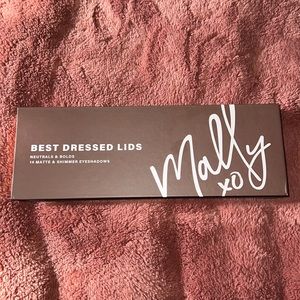 BEST DRESSED LIDS
NEUTRALS & BOLDS
14 MATTE & SHIMMER EYESHADOWS
Mally
xo